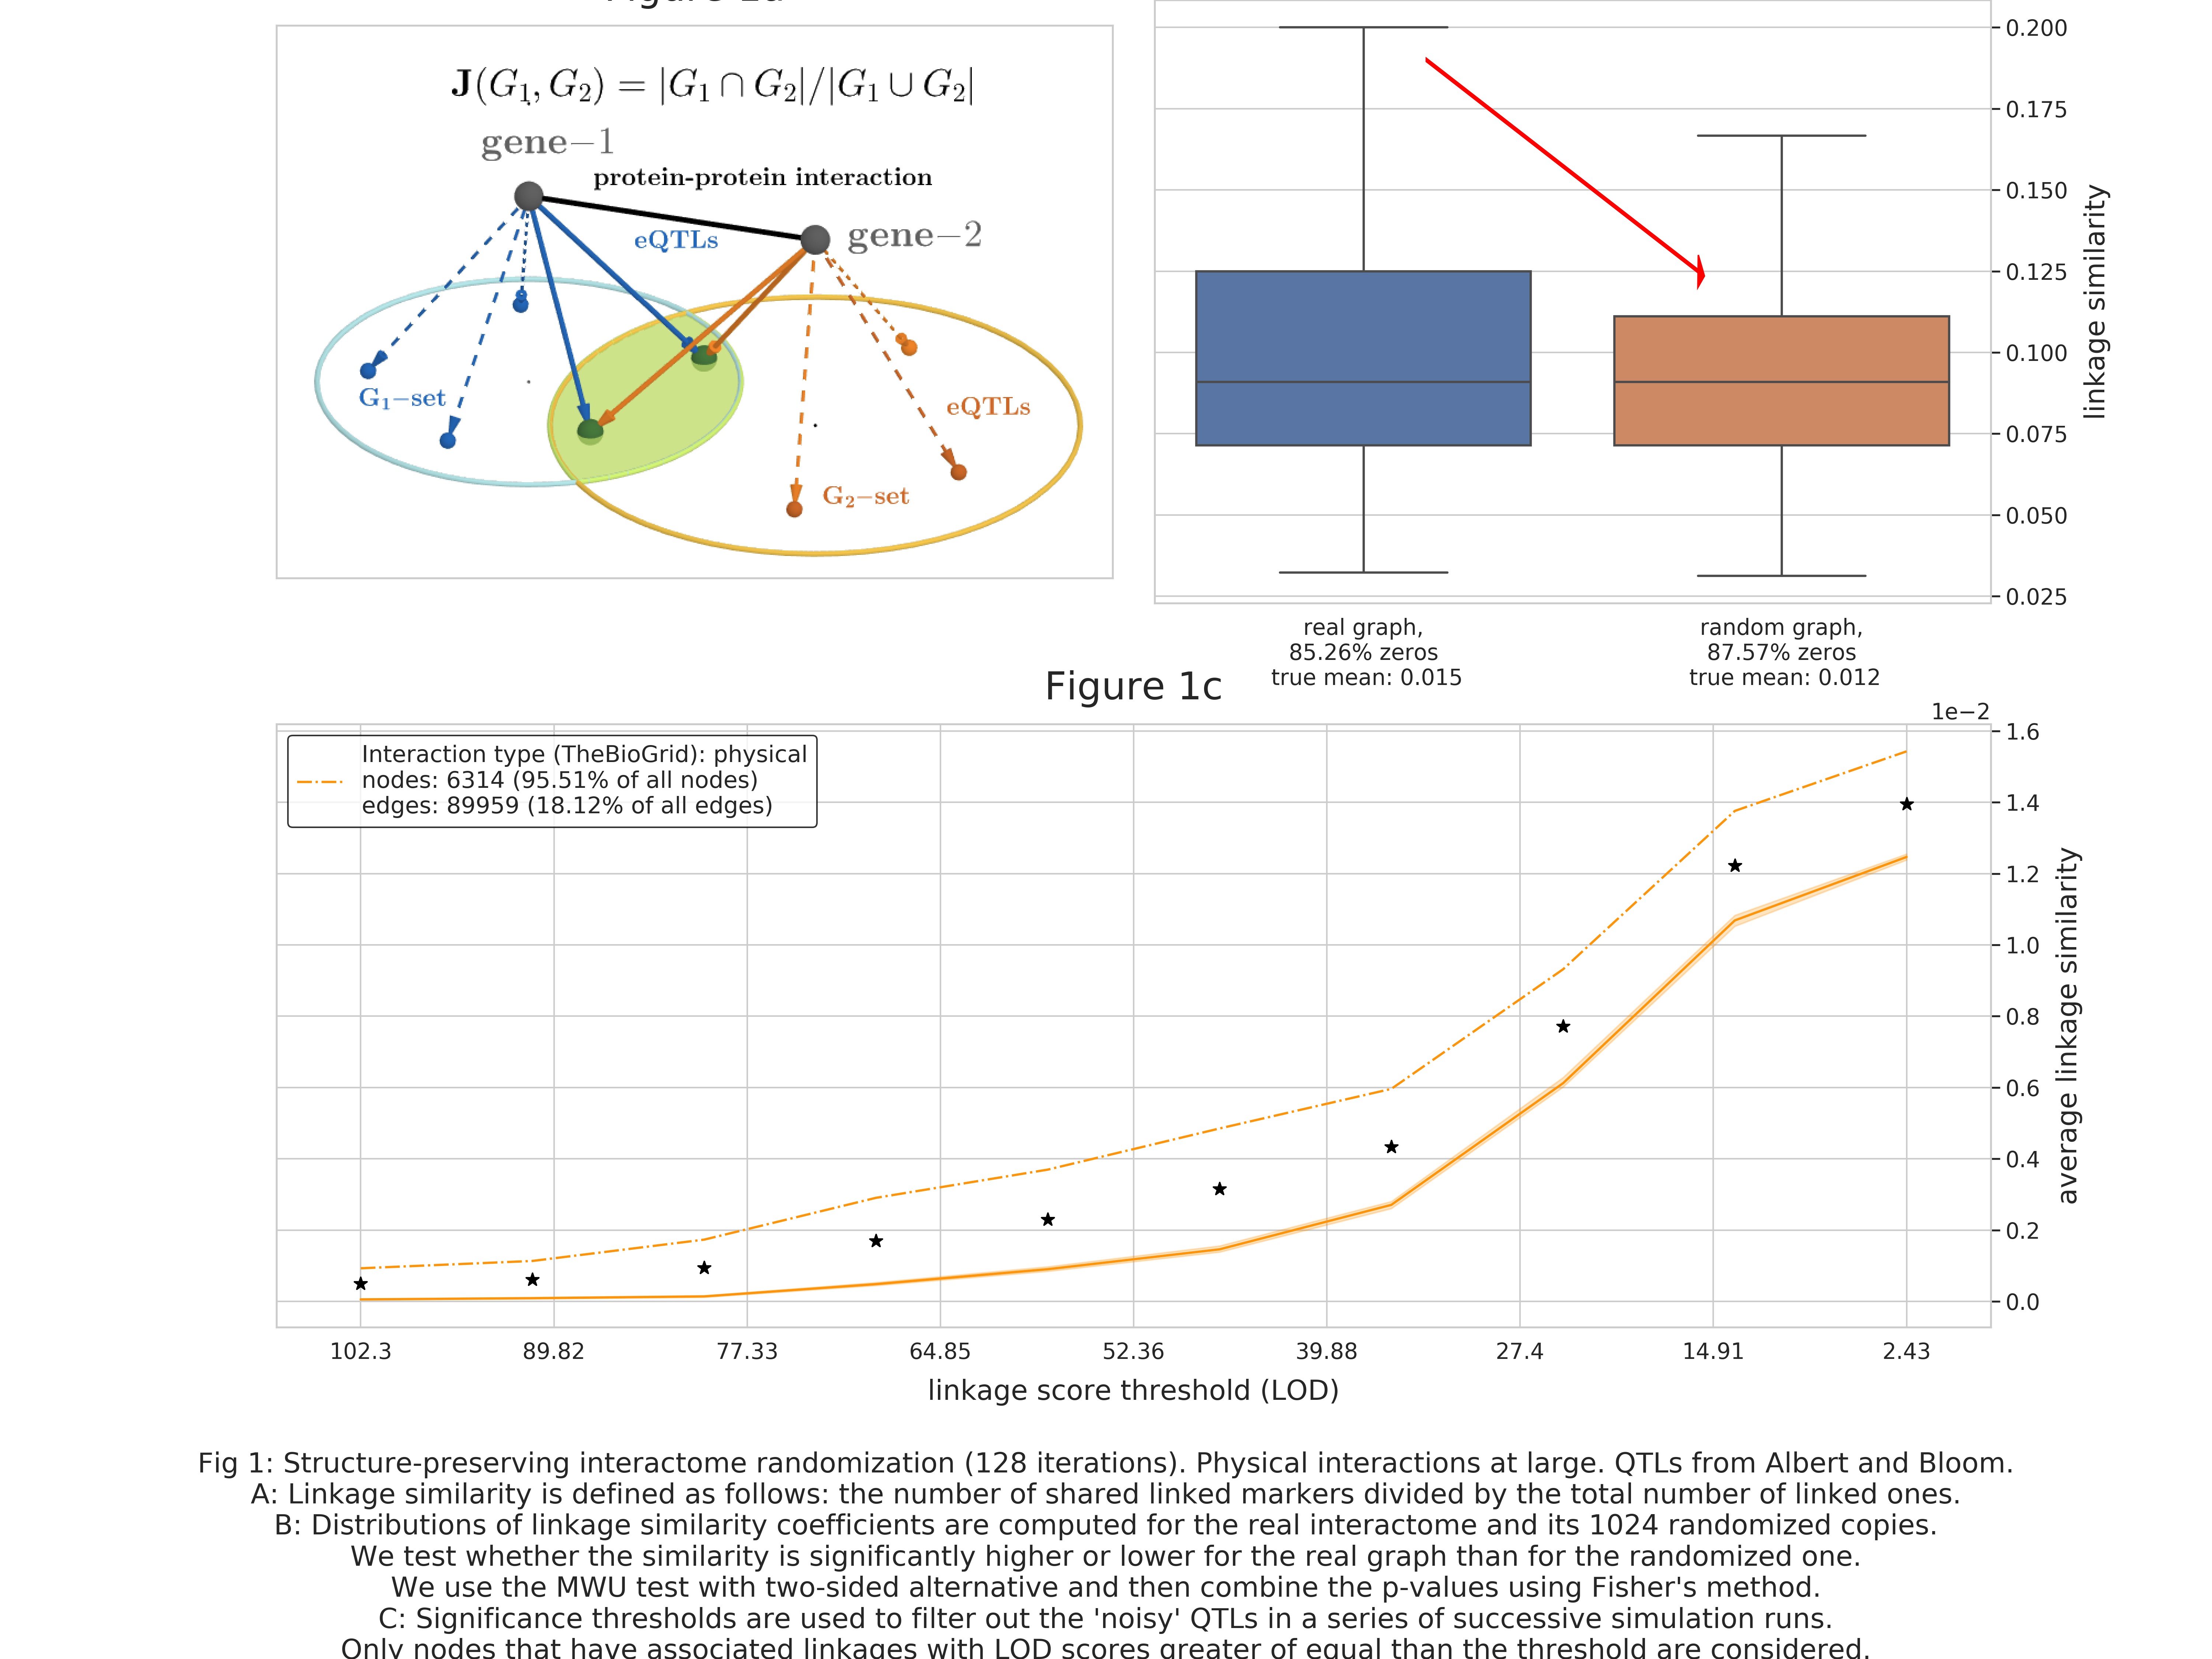 J(G₁, G₂) = |G₁ ∩ G₂|/|G₁ ∪ G₂|
gene−1
protein-protein interaction
eQTLs
gene−2
G₁−set
eQTLs
G₂−set
0.200
0.175
0.150
0.125
0.100
0.075
0.050
0.025
linkage similarity
real graph,
85.26% zeros
true mean: 0.015
random graph,
87.57% zeros
true mean: 0.012
Figure 1c
1e−2
Interaction type (TheBioGrid): physical
nodes: 6314 (95.51% of all nodes)
edges: 89959 (18.12% of all edges)
1.6
1.4
1.2
1.0
0.8
0.6
0.4
0.2
0.0
average linkage similarity
102.3 89.82 77.33 64.85 52.36 39.88 27.4 14.91 2.43
linkage score threshold (LOD)
Fig 1: Structure-preserving interactome randomization (128 iterations). Physical interactions at large. QTLs from Albert and Bloom.
A: Linkage similarity is defined as follows: the number of shared linked markers divided by the total number of linked ones.
B: Distributions of linkage similarity coefficients are computed for the real interactome and its 1024 randomized copies.
We test whether the similarity is significantly higher or lower for the real graph than for the randomized one.
We use the MWU test with two-sided alternative and then combine the p-values using Fisher's method.
C: Significance thresholds are used to filter out the 'noisy' QTLs in a series of successive simulation runs.
Only nodes that have associated linkages with LOD scores greater of equal than the threshold are considered.